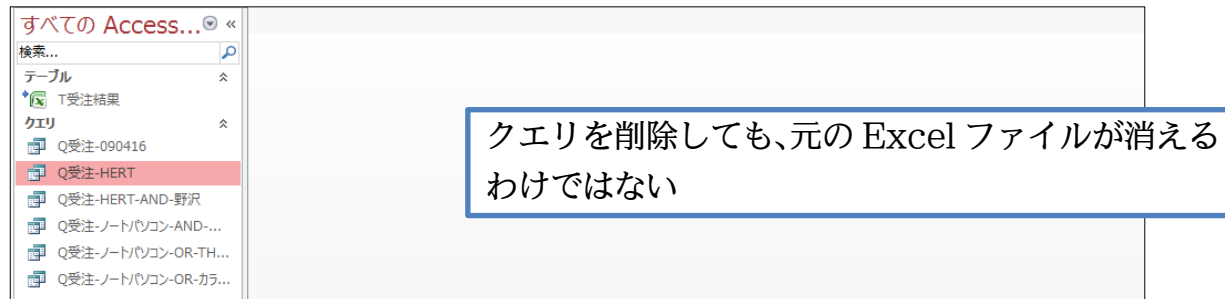 すべての Access...
検索...
テーブル
T受注結果
クエリ
Q受注-090416
Q受注-HERT
Q受注-HERT-AND-野沢
Q受注-ノートパソコン-AND-...
Q受注-ノートパソコン-OR-TH...
Q受注-ノートパソコン-OR-カラ...
クエリを削除しても、元の Excel ファイルが消える
わけではない